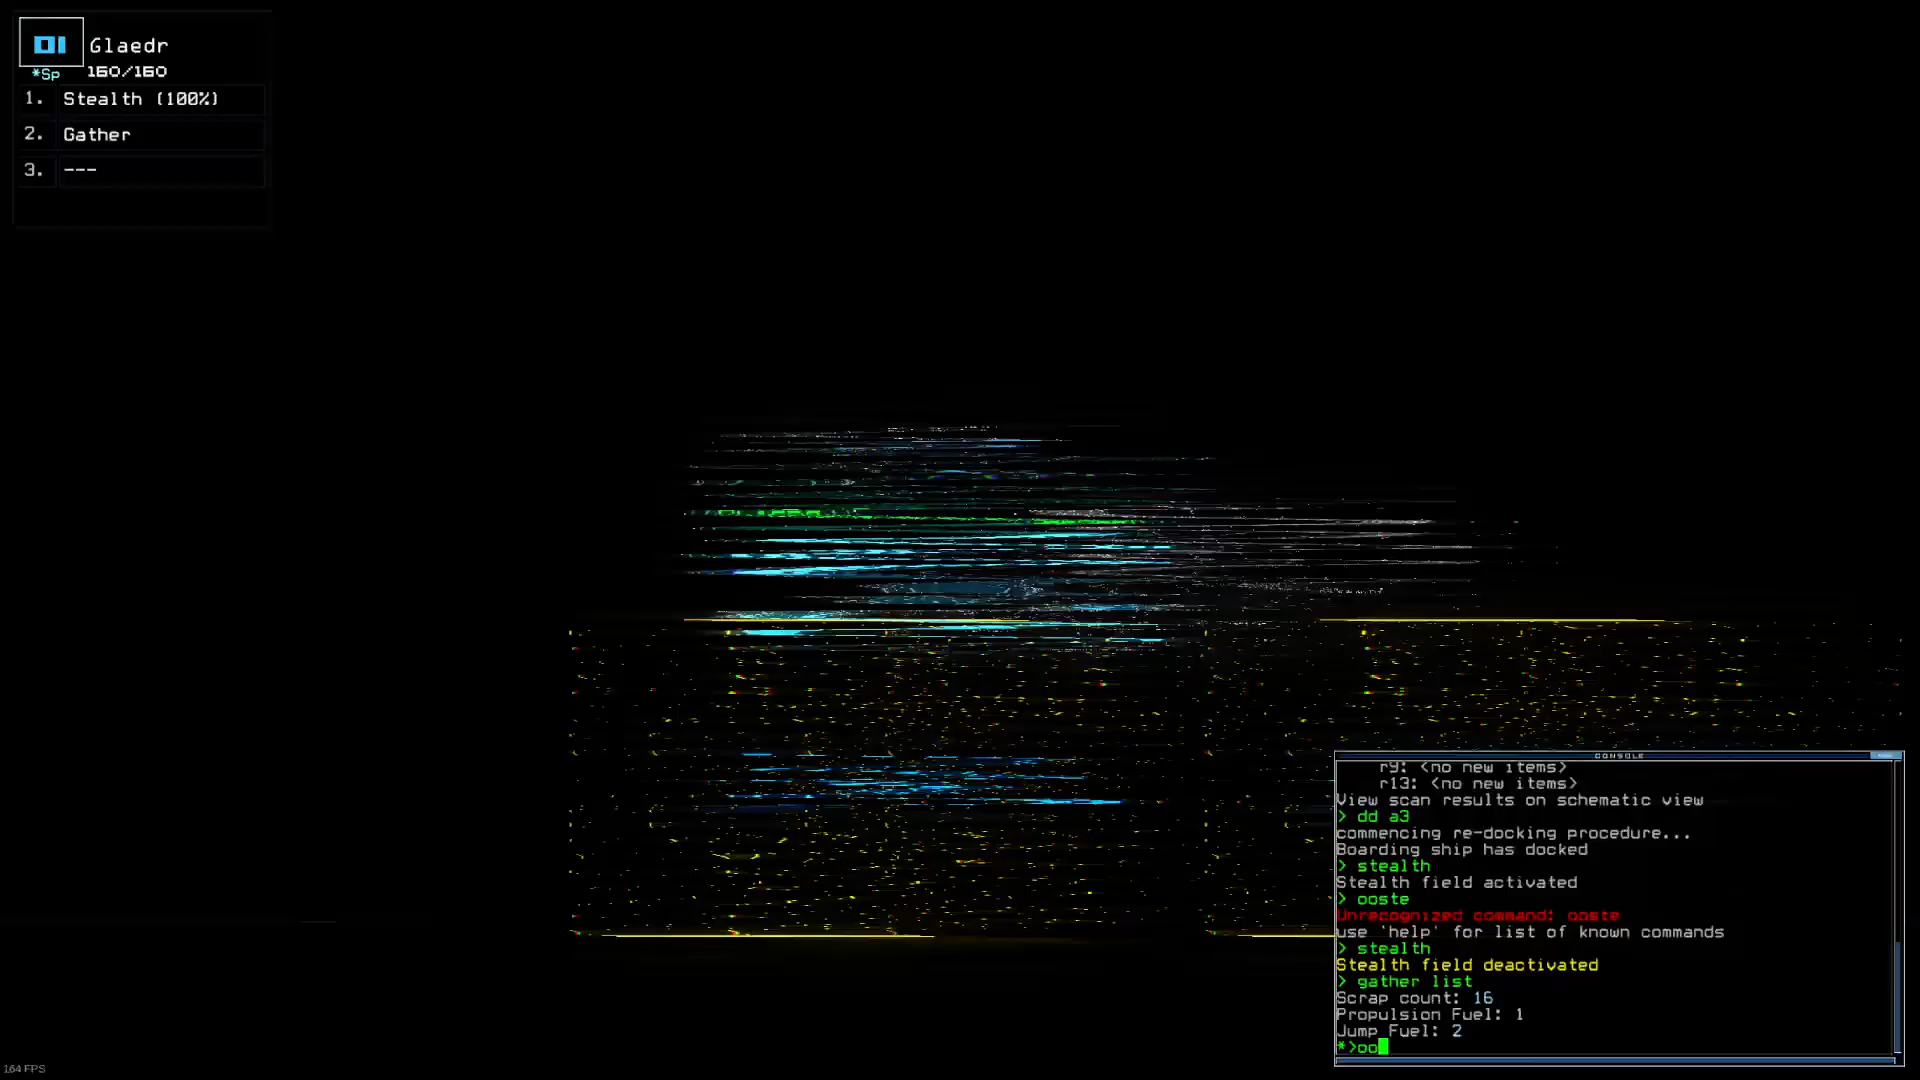 01
Glaedr
*Sp
160/160
1.
Stealth (100%)
2.
Gather
3.
---
CONSOLE
r9: <no new items>
r13: <no new items>
View scan results on schematic view
> dd a3
commencing re-docking procedure...
Boarding ship has docked
> stealth
Stealth field activated
> ooste
Unrecognized command: ooste
use 'help' for list of known commands
> stealth
Stealth field deactivated
> gather list
Scrap count: 16
Propulsion Fuel: 1
Jump Fuel: 2
*>oo
164 FPS